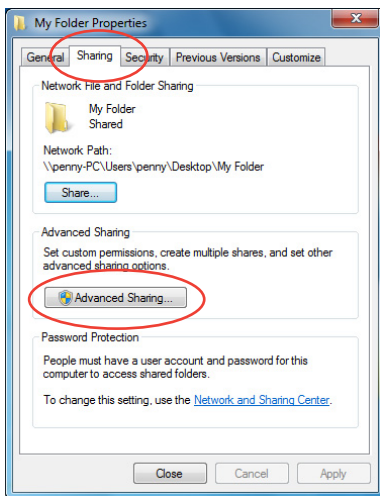 My Folder Properties
General Sharing Security Previous Versions Customize
Network File and Folder Sharing
My Folder
Shared
Network Path:
\\penny-PC\Users\penny\Desktop\My Folder
Share...
Advanced Sharing
Set custom permissions, create multiple shares, and set other
advanced sharing options.
Advanced Sharing...
Password Protection
People must have a user account and password for this
computer to access shared folders.
To change this setting, use the Network and Sharing Center.
Close Cancel Apply